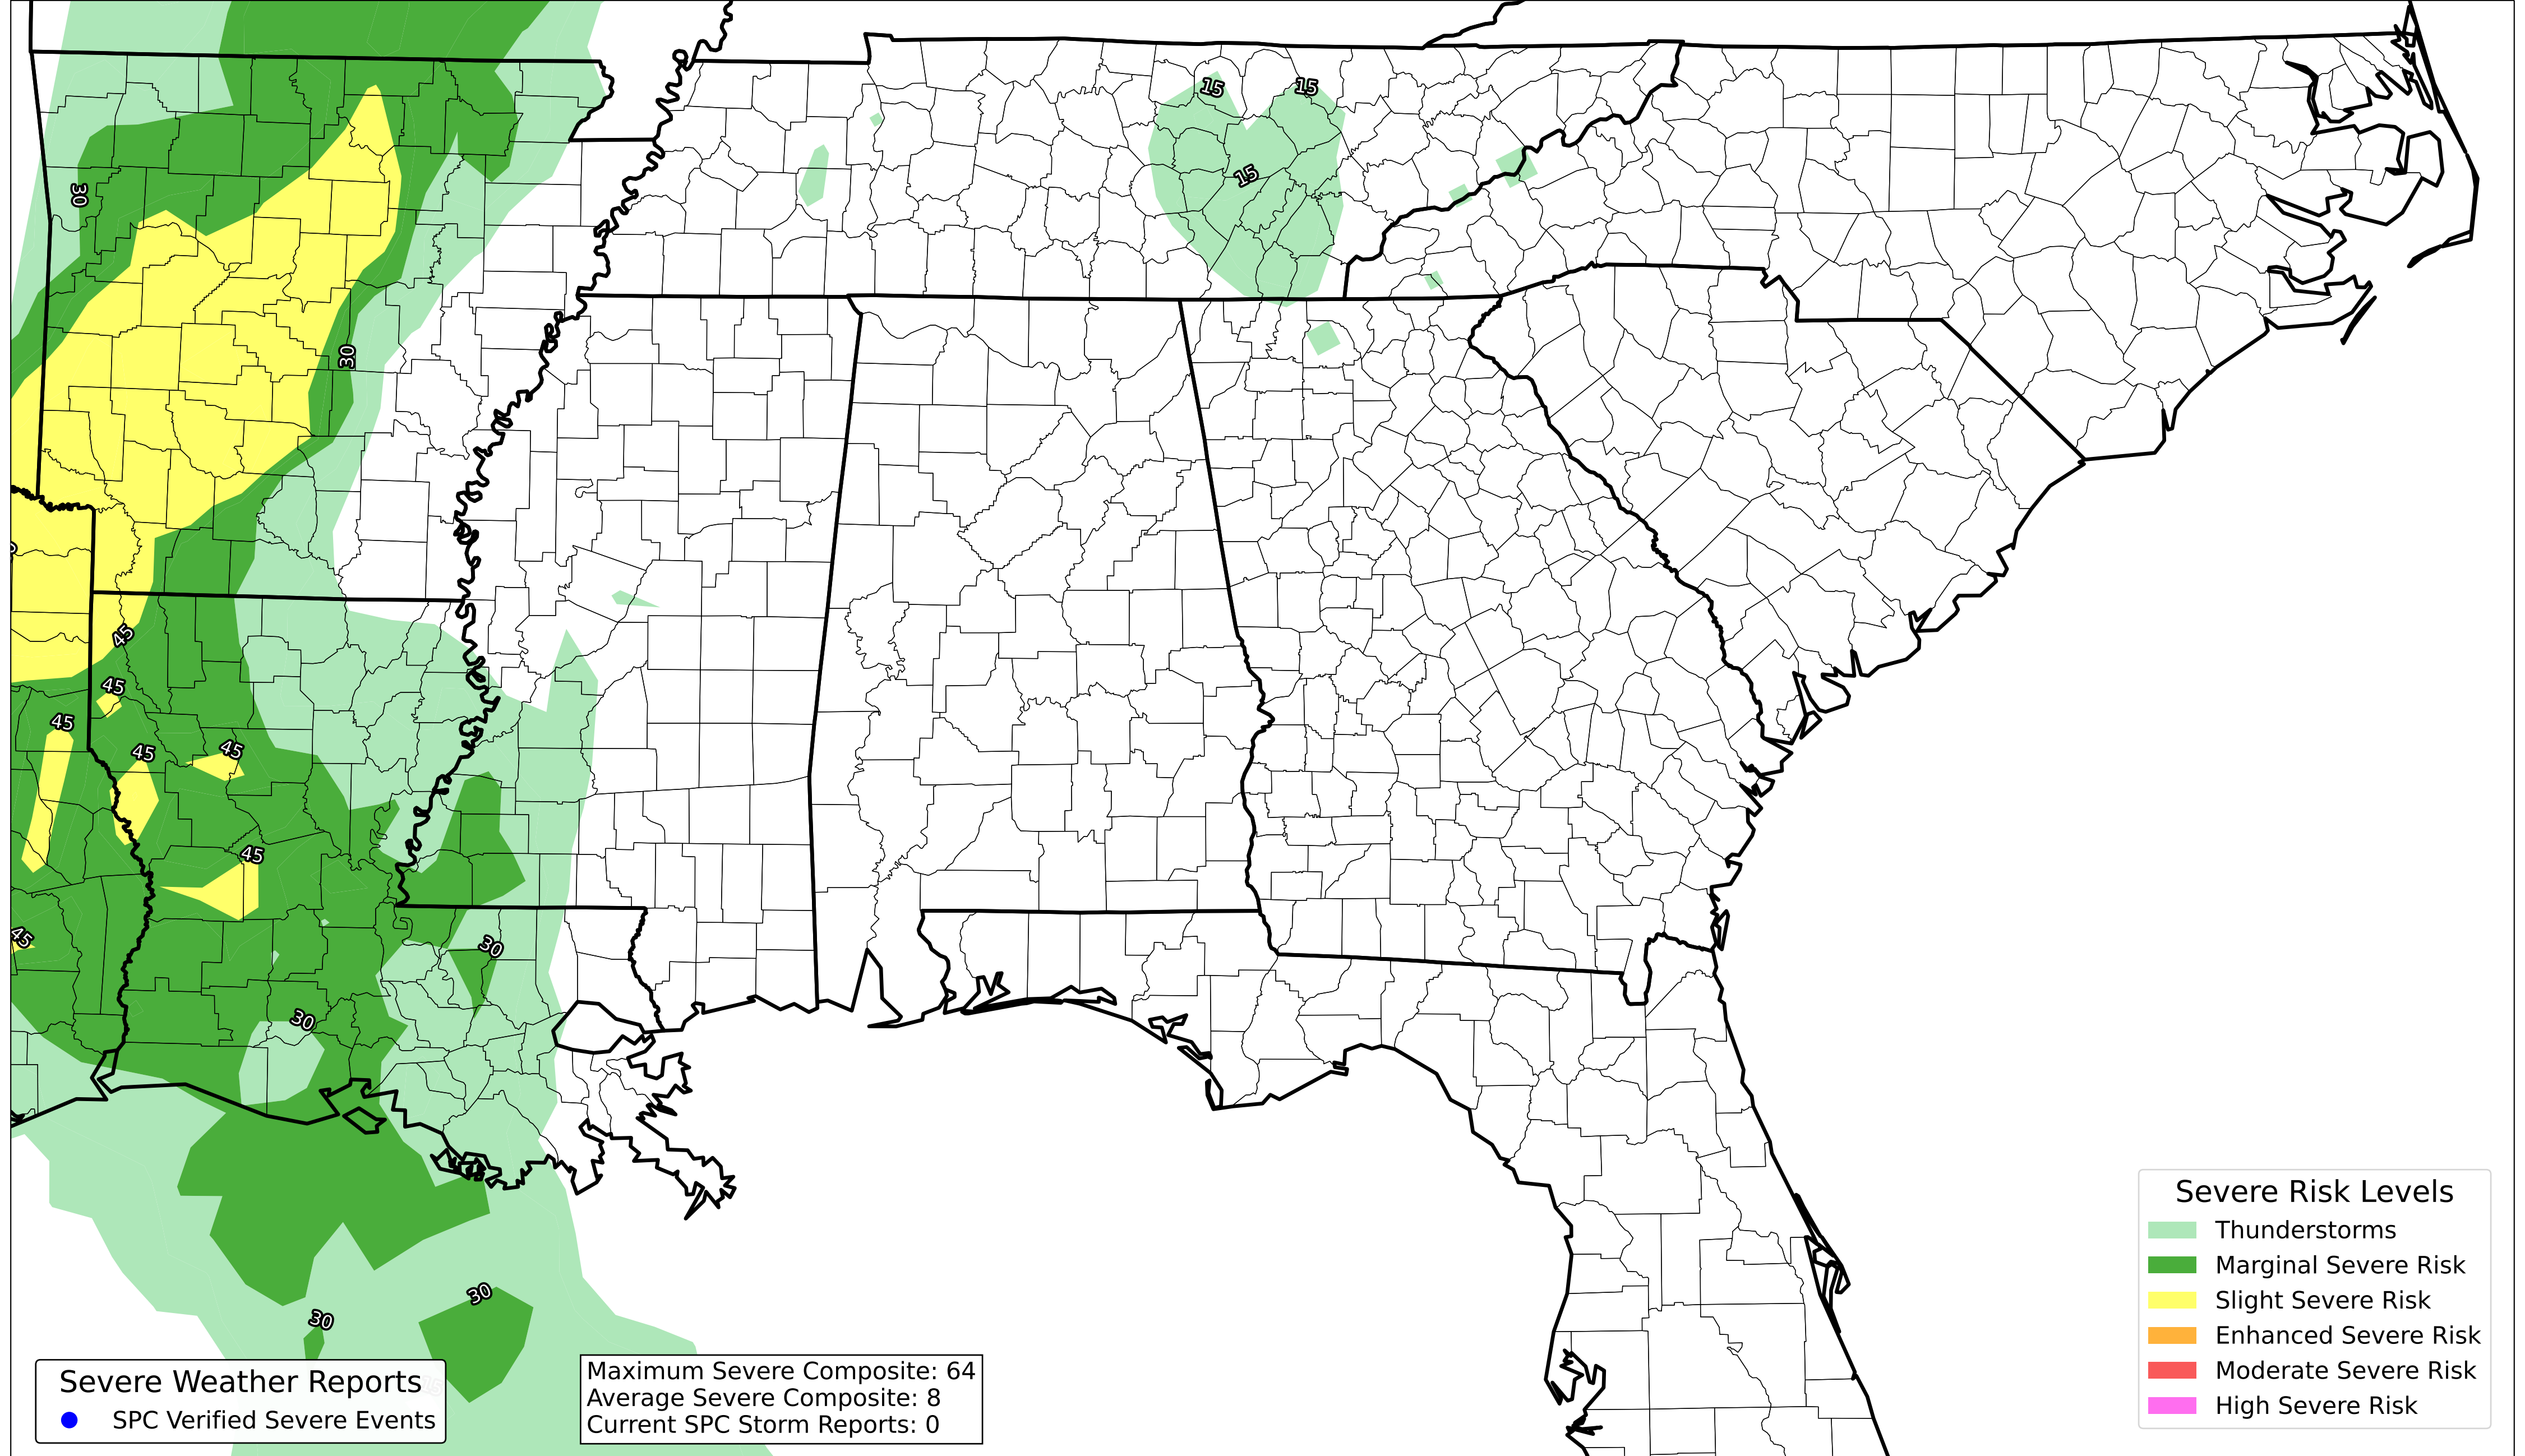 15
15
15
30
30
45
45
45
45
45
45
45
30
30
30
30
Severe Weather Reports
SPC Verified Severe Events
Maximum Severe Composite: 64
Average Severe Composite: 8
Current SPC Storm Reports: 0
Severe Risk Levels
Thunderstorms
Marginal Severe Risk
Slight Severe Risk
Enhanced Severe Risk
Moderate Severe Risk
High Severe Risk